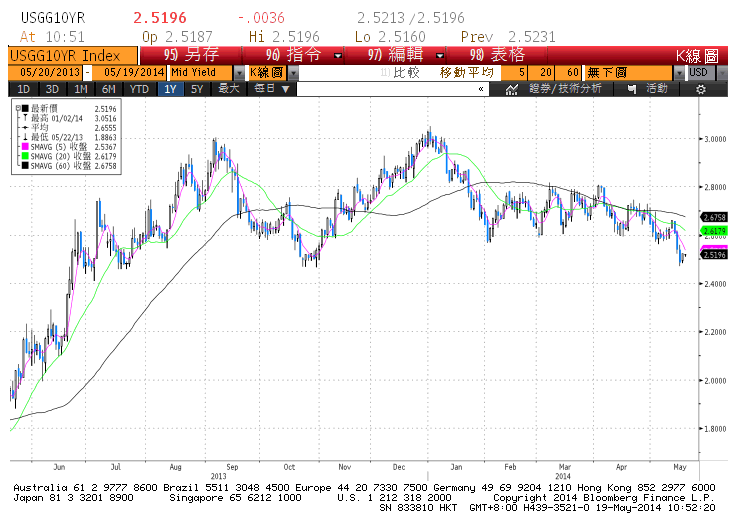 USGG10YR 2.5196 -.0036 2.5213 / 2.5196
At 10:51 Op 2.5187 Hi 2.5196 Lo 2.5160 Prev 2.5231
USGG10YR Index 95) 另存 96) 指令 97) 編輯 98) 表格 K線圖
05/20/2013 - 05/19/2014 Mid Yield K線圖 比較 移動平均 5 20 60 無下圖 USD
1D 3D 1M 6M YTD 1Y 5Y 最大 每日 ▼ « 證券/技術分析 活動
最新價 2.5196
最高 01/02/14 3.0516
平均 2.6555
最低 05/22/13 1.8863
SMAVG (5) 收盤 2.5367
SMAVG (20) 收盤 2.6179
SMAVG (60) 收盤 2.6758
3.0000
2.8000
2.6758
2.6179
2.6000
2.5196
2.4000
2.2000
2.0000
1.8000
Jun Jul Aug Sep Oct Nov Dec Jan Feb Mar Apr May
2013 2014
Australia 61 2 9777 8600 Brazil 5511 3048 4500 Europe 44 20 7330 7500 Germany 49 69 9204 1210 Hong Kong 852 2977 6000
Japan 81 3 3201 8900 Singapore 65 6212 1000 U.S. 1 212 318 2000 Copyright 2014 Bloomberg Finance L.P.
SN 833810 HKT GMT+8:00 H439-3521-0 19-May-2014 10:52:20